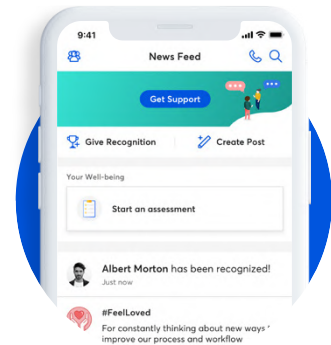 9:41
News Feed
Get Support
Give Recognition
Create Post
Your Well-being
Start an assessment
Albert Morton has been recognized!
Just now
#FeelLoved
For constantly thinking about new ways
improve our process and workflow